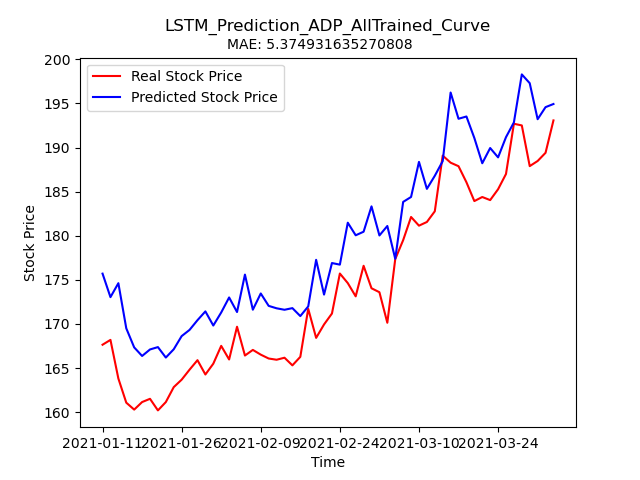 LSTM_Prediction_ADP_AllTrained_Curve
MAE: 5.374931635270808
Real Stock Price
Predicted Stock Price
Stock Price
200
195
190
185
180
175
170
165
160
2021-01-11
2021-01-26
2021-02-09
2021-02-24
2021-03-10
2021-03-24
Time